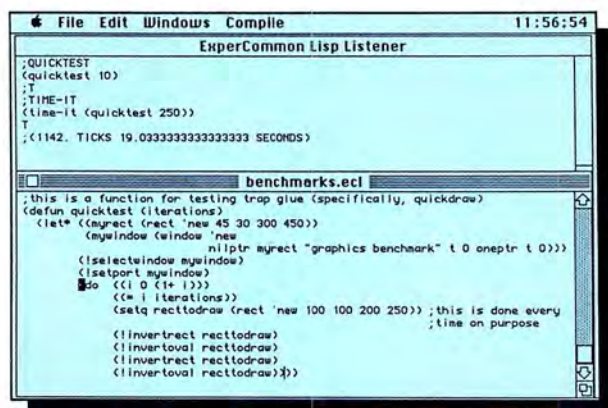 File Edit Windows Compile 11:56:54
ExperCommon Lisp Listener
;QUICKTEST
(quicktest 10)
;T
;TIME-IT
(time-it (quicktest 250))
T
;(1142. TICKS 19.0333333333333333 SECONDS)
benchmarks.ecl
;this is a function for testing trap glue (specifically, quickdraw)
(defun quicktest (iterations)
(let* ((myrect (rect 'new 45 30 300 450))
(mywindow (window 'new
nilptr myrect "graphics benchmark" t 0 oneptr t 0)))
(!selectwindow mywindow)
(!setport mywindow)
(do ((i 0 (1+ i)))
((= i iterations))
(setq recttodraw (rect 'new 100 100 200 250)) ;this is done every
;time on purpose
(!invertrect recttodraw)
(!invertoval recttodraw)
(!invertrect recttodraw)
(!invertoval recttodraw))))